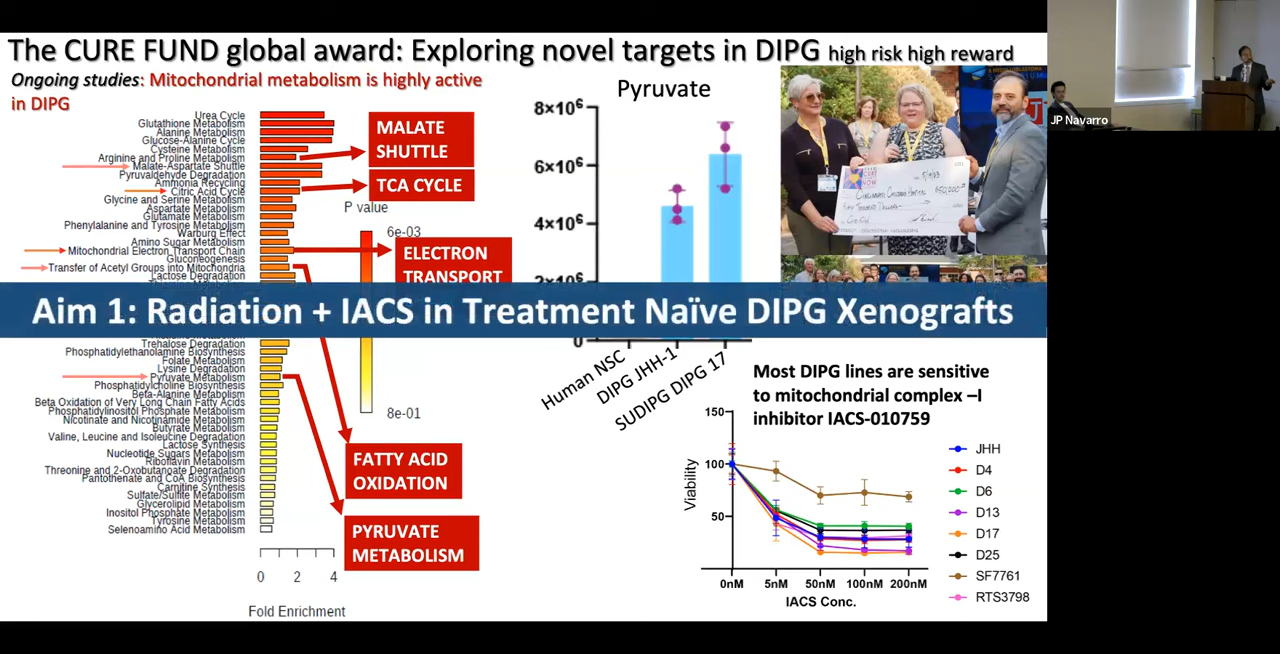 The CURE FUND global award: Exploring novel targets in DIPG high risk high reward
Ongoing studies: Mitochondrial metabolism is highly active
in DIPG
Urea Cycle
Glutathione Metabolism
Alanine Metabolism
Glucose-Alanine Cycle
Cysteine Metabolism
Arginine and Proline Metabolism
Malate-Aspartate Shuttle
Pyruvaldehyde Degradation
Ammonia Recycling
Citric Acid Cycle
Glycine and Serine Metabolism
Aspartate Metabolism
Glutamate Metabolism
Phenylalanine and Tyrosine Metabolism
Warburg Effect
Amino Sugar Metabolism
Mitochondrial Electron Transport Chain
Gluconeogenesis
Transfer of Acetyl Groups into Mitochondria
Lactose Degradation
Trehalose Degradation
Phosphatidylethanolamine Biosynthesis
Folate Metabolism
Lysine Degradation
Pyruvate Metabolism
Phosphatidylcholine Biosynthesis
Beta-Alanine Metabolism
Beta Oxidation of Very Long Chain Fatty Acids
Phosphatidylinositol Phosphate Metabolism
Nicotinate and Nicotinamide Metabolism
Butyrate Metabolism
Valine, Leucine and Isoleucine Degradation
Lactose Synthesis
Nucleotide Sugars Metabolism
Riboflavin Metabolism
Threonine and 2-Oxobutanoate Degradation
Pantothenate and CoA Biosynthesis
Carnitine Synthesis
Sulfate/Sulfite Metabolism
Glycerolipid Metabolism
Inositol Phosphate Metabolism
Tyrosine Metabolism
Selenoamino Acid Metabolism
0 2 4
Fold Enrichment
MALATE
SHUTTLE
TCA CYCLE
P value
6e-03
8e-01
ELECTRON
TRANSPORT
FATTY ACID
OXIDATION
PYRUVATE
METABOLISM
Pyruvate
8×10⁶
6×10⁶
4×10⁶
2×10⁶
0
Human NSC
DIPG JHH-1
SUDIPG DIPG 17
Aim 1: Radiation + IACS in Treatment Naïve DIPG Xenografts
Most DIPG lines are sensitive
to mitochondrial complex –I
inhibitor IACS-010759
150
100
50
Viability
0nM 5nM 50nM 100nM 200nM
IACS Conc.
JHH
D4
D6
D13
D17
D25
SF7761
RTS3798
JP Navarro